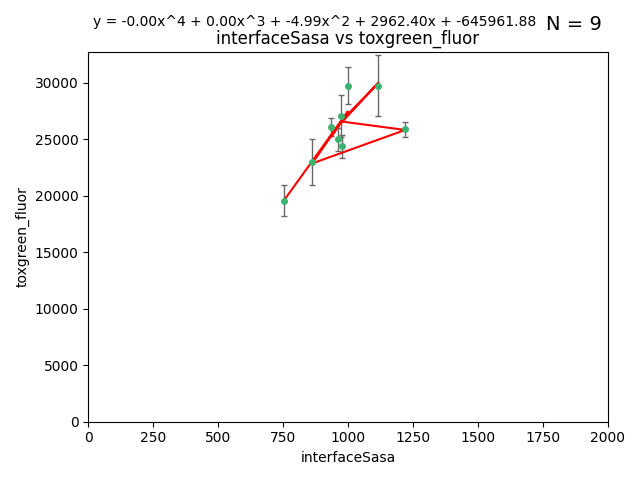 y = -0.00x^4 + 0.00x^3 + -4.99x^2 + 2962.40x + -645961.88 N = 9
interfaceSasa vs toxgreen_fluor
30000
25000
20000
15000
10000
5000
0
toxgreen_fluor
0 250 500 750 1000 1250 1500 1750 2000
interfaceSasa